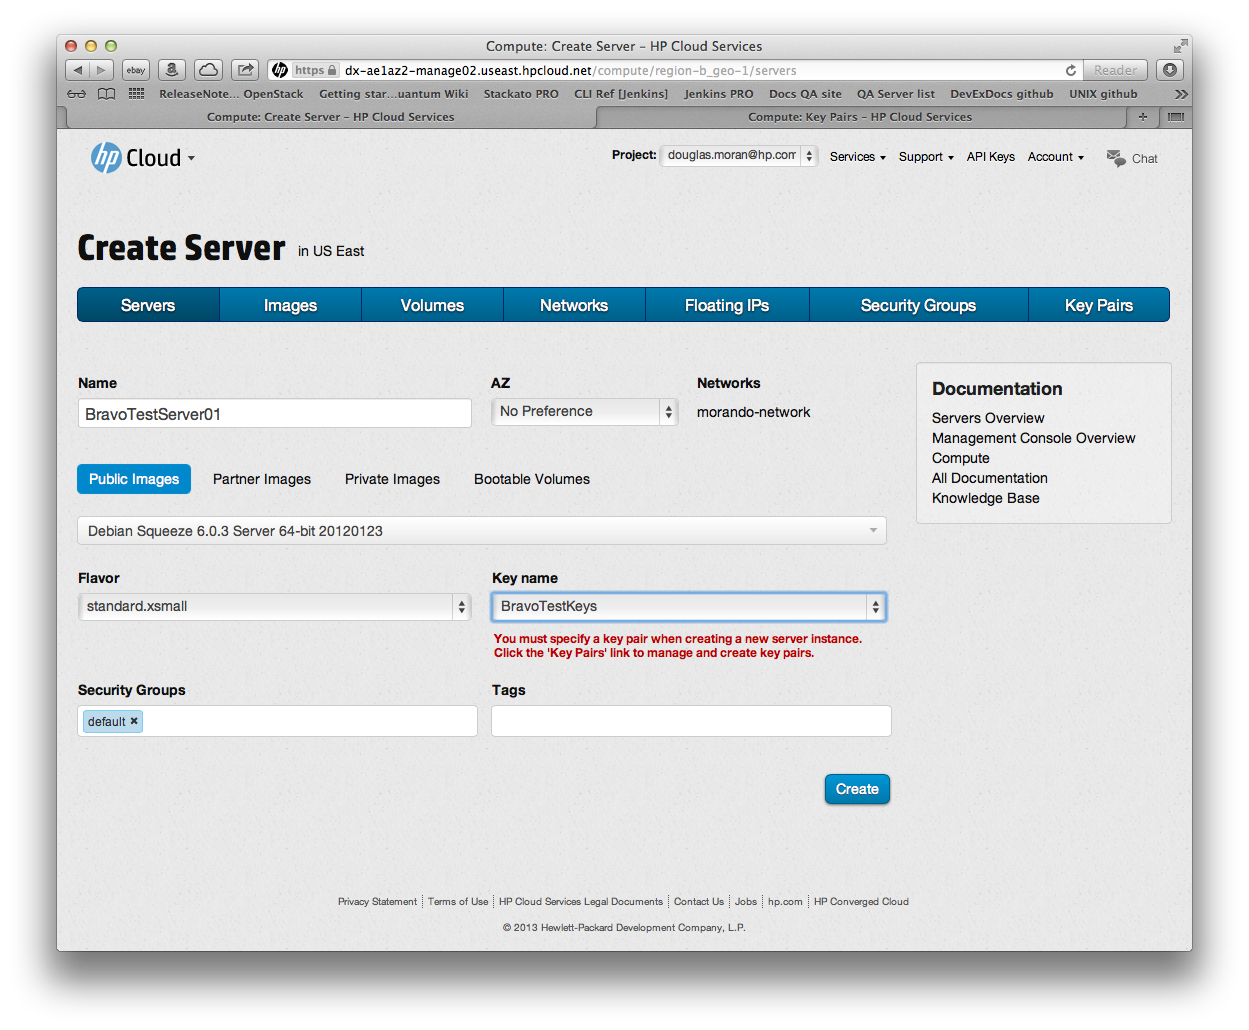 Compute: Create Server – HP Cloud Services
ebay
a
hp
https
dx-ae1az2-manage02.useast.hpcloud.net/compute/region-b_geo-1/servers
Reader
ReleaseNote... OpenStack
Getting star...uantum Wiki
Stackato PRO
CLI Ref [Jenkins]
Jenkins PRO
Docs QA site
QA Server list
DevExDocs github
UNIX github
Compute: Create Server – HP Cloud Services
Compute: Key Pairs – HP Cloud Services
hp Cloud
Project: douglas.moran@hp.com
Services
Support
API Keys
Account
Chat
Create Server in US East
Servers
Images
Volumes
Networks
Floating IPs
Security Groups
Key Pairs
Name
BravoTestServer01
AZ
No Preference
Networks
morando-network
Documentation
Servers Overview
Management Console Overview
Compute
All Documentation
Knowledge Base
Public Images
Partner Images
Private Images
Bootable Volumes
Debian Squeeze 6.0.3 Server 64-bit 20120123
Flavor
standard.xsmall
Key name
BravoTestKeys
You must specify a key pair when creating a new server instance.
Click the 'Key Pairs' link to manage and create key pairs.
Security Groups
default ×
Tags
Create
Privacy Statement
Terms of Use
HP Cloud Services Legal Documents
Contact Us
Jobs
hp.com
HP Converged Cloud
© 2013 Hewlett-Packard Development Company, L.P.